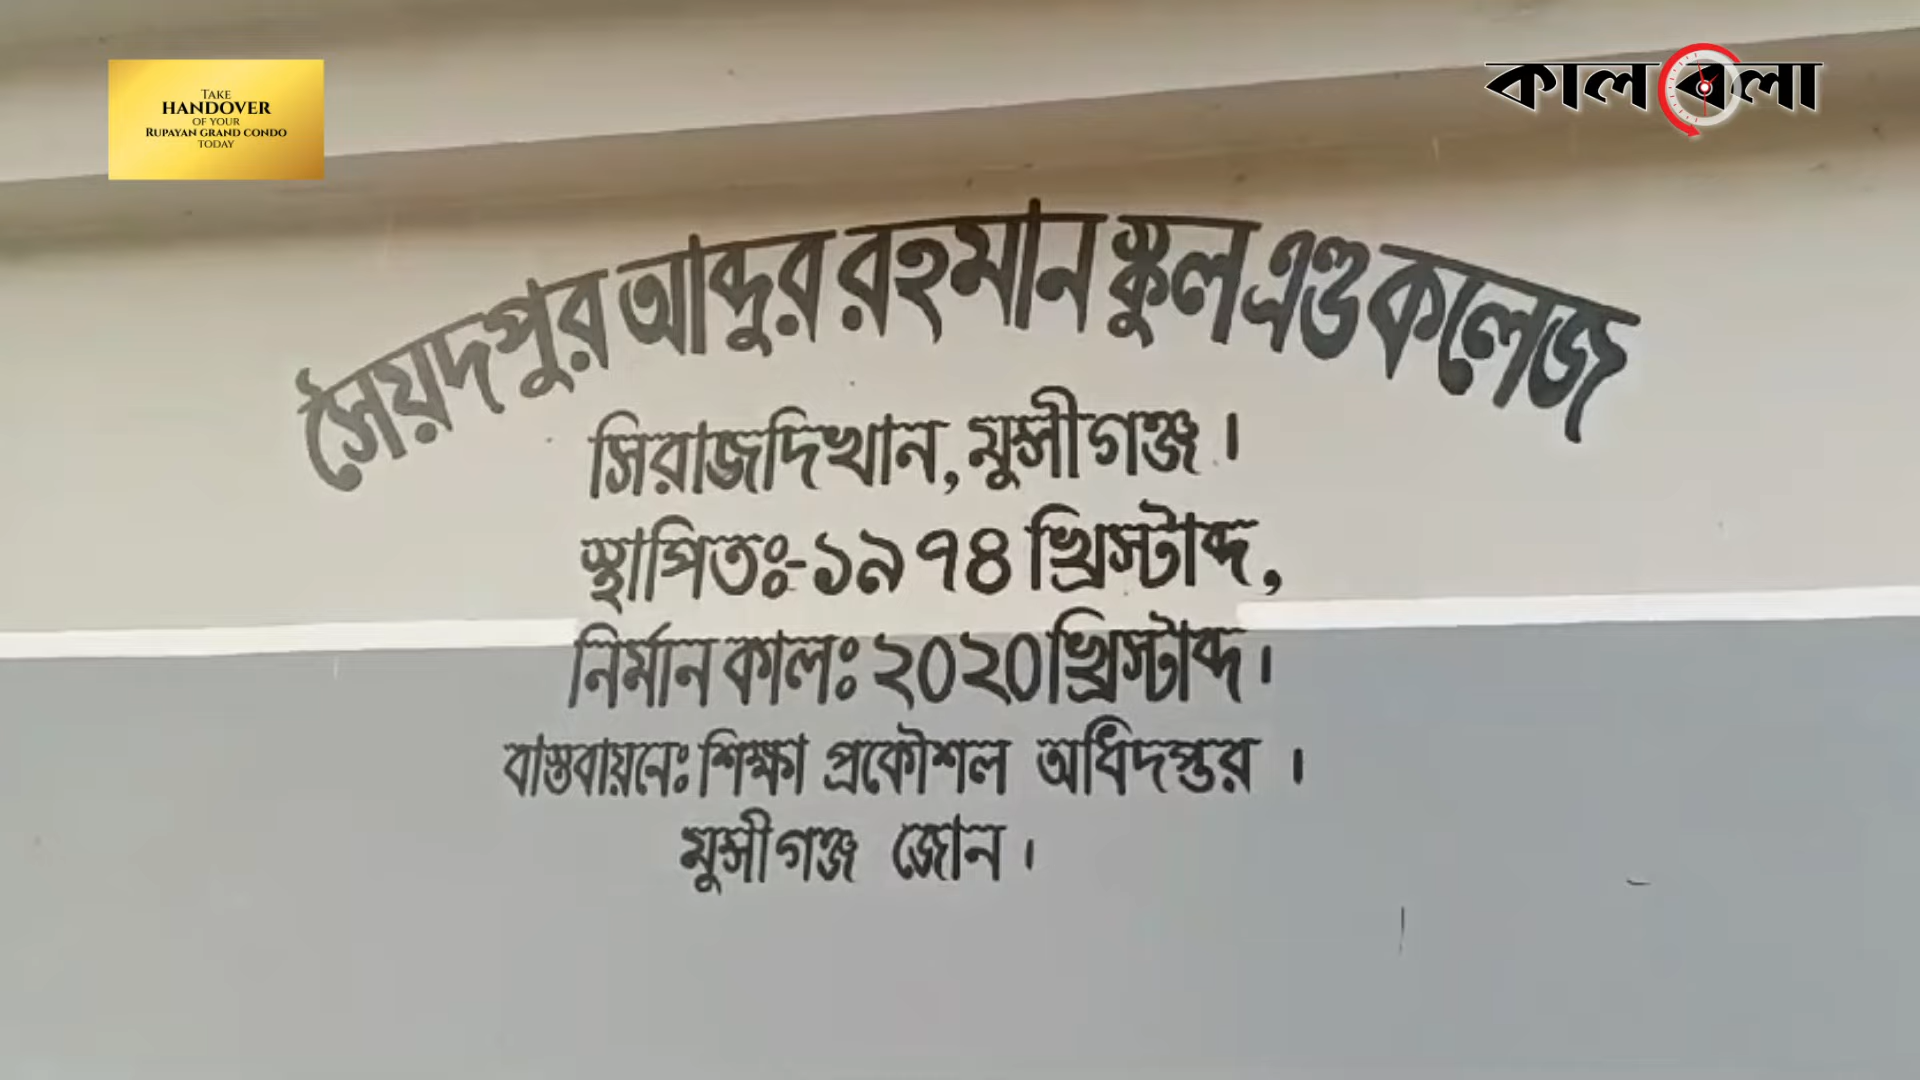 TAKE
HANDOVER
OF YOUR
RUPAYAN GRAND CONDO
TODAY
কালবেলা
সৈয়দপুর আব্দুর রহমান স্কুল এণ্ড কলেজ
সিরাজদিখান, মুন্সীগঞ্জ।
স্থাপিতঃ-১৯৭৪ খ্রিস্টাব্দ,
নির্মান কালঃ ২০২০ খ্রিস্টাব্দ।
বাস্তবায়নেঃ শিক্ষা প্রকৌশল অধিদপ্তর ।
মুন্সীগঞ্জ জোন ।